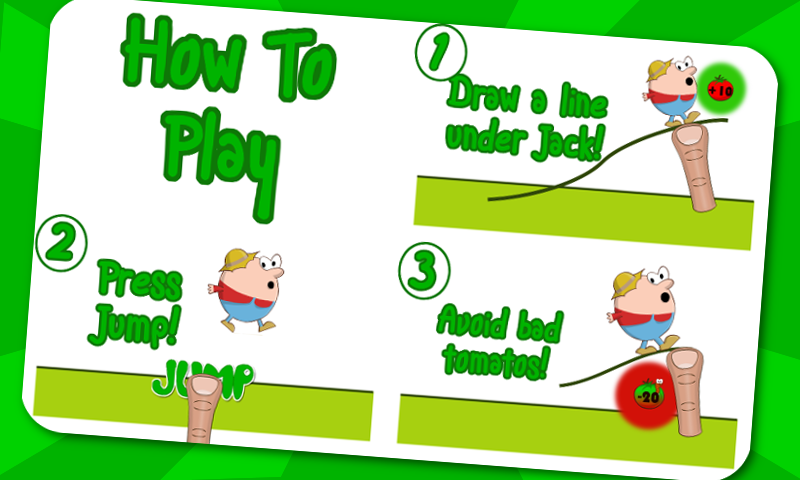 How To
Play
1
Draw a line
under Jack!
+10
2
Press
Jump!
JUMP
3
Avoid bad
tomatos!
-20